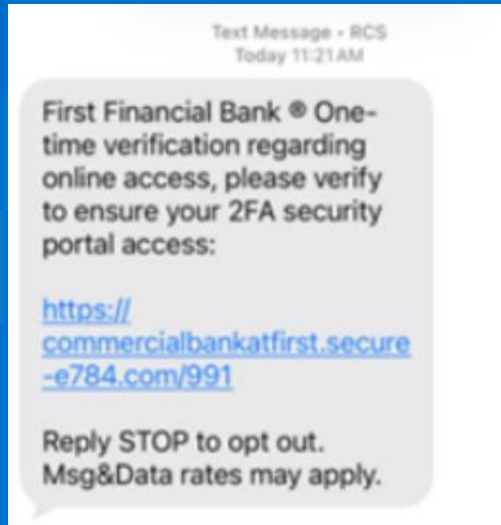 Text Message • RCS
Today 11:21 AM
First Financial Bank ® One-
time verification regarding
online access, please verify
to ensure your 2FA security
portal access:
https://
commercialbankatfirst.secure
-e784.com/991
Reply STOP to opt out.
Msg&Data rates may apply.